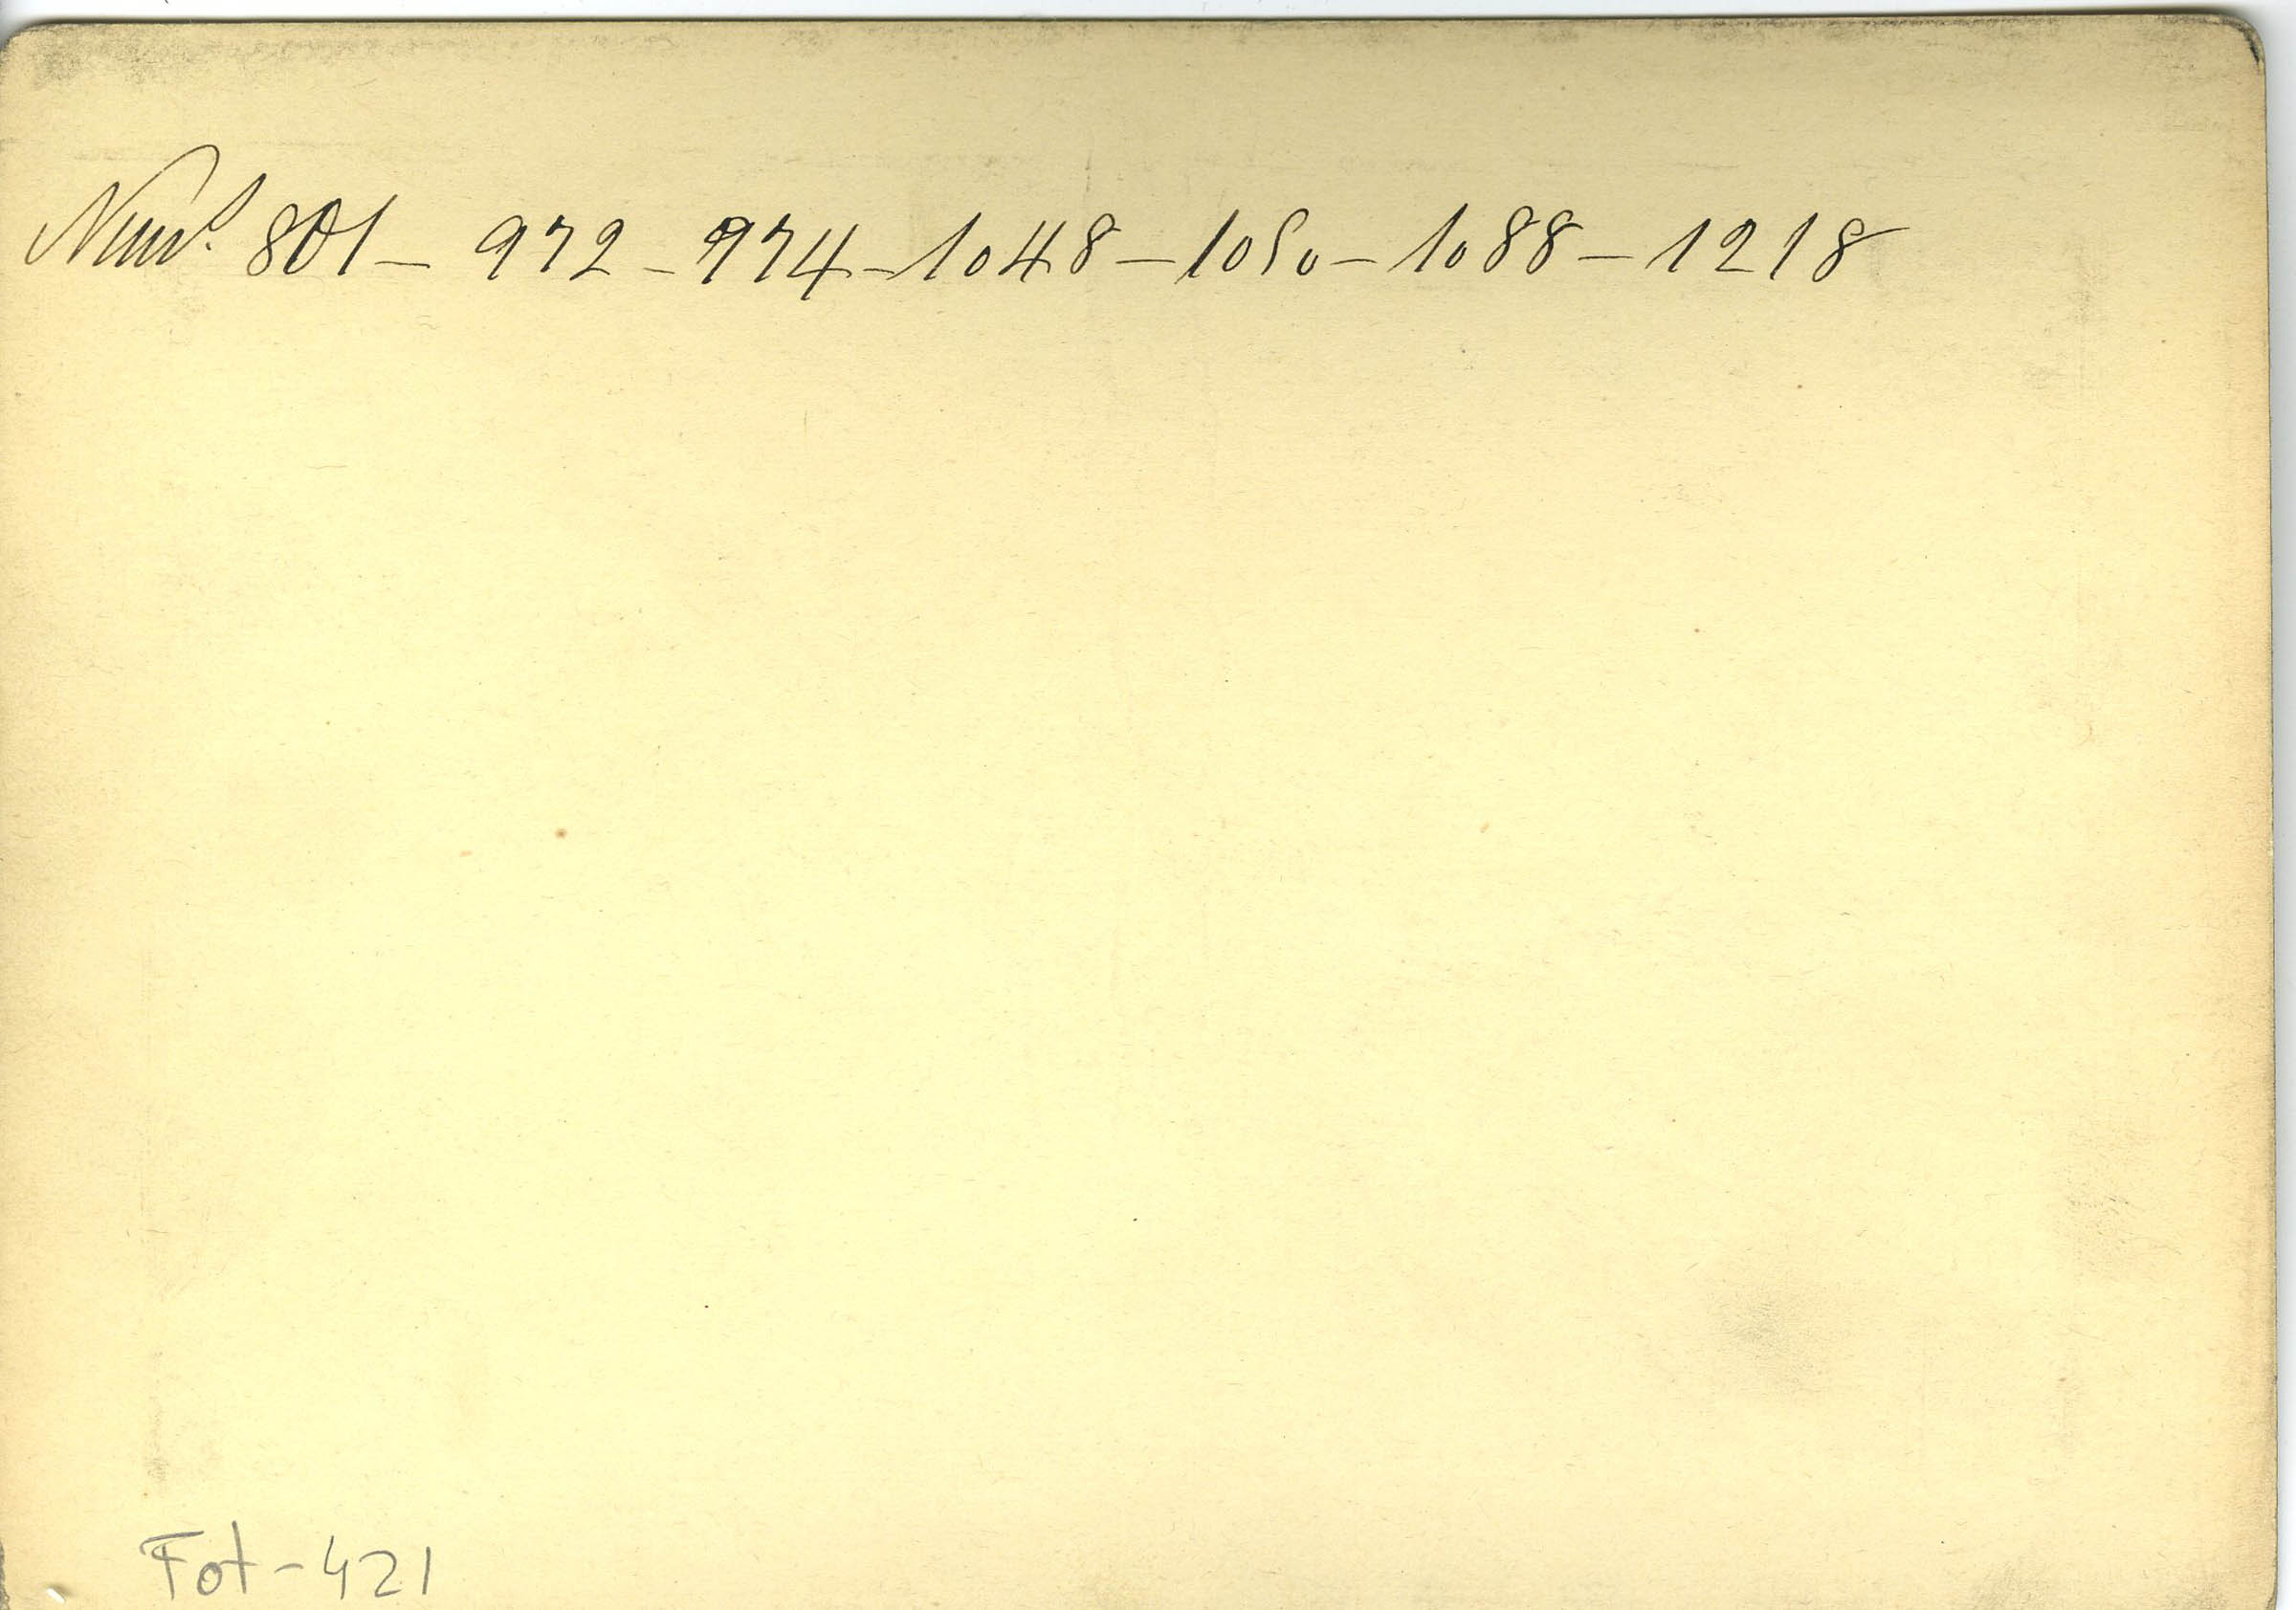 Num.s 801 - 972 - 974 - 1048 - 1050 - 1088 - 1218
Fot - 421